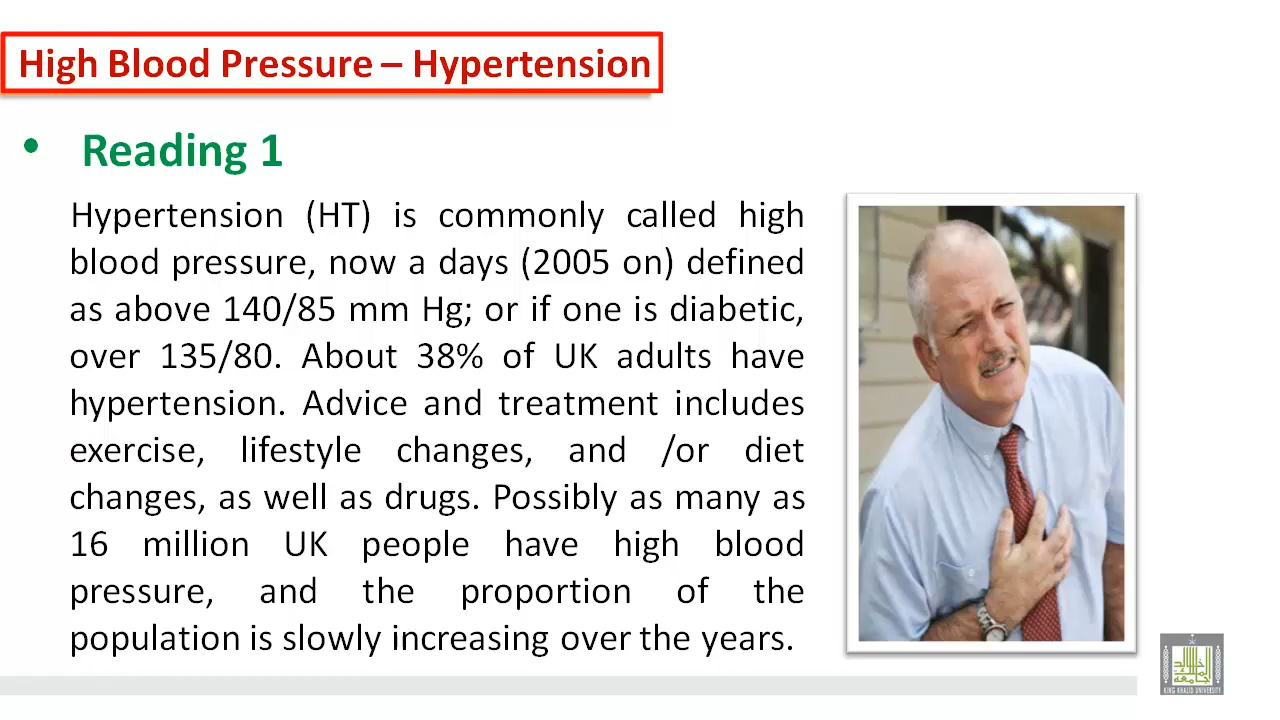 High Blood Pressure – Hypertension
• Reading 1
Hypertension (HT) is commonly called high
blood pressure, now a days (2005 on) defined
as above 140/85 mm Hg; or if one is diabetic,
over 135/80. About 38% of UK adults have
hypertension. Advice and treatment includes
exercise, lifestyle changes, and /or diet
changes, as well as drugs. Possibly as many as
16 million UK people have high blood
pressure, and the proportion of the
population is slowly increasing over the years.
KING KHALID UNIVERSITY